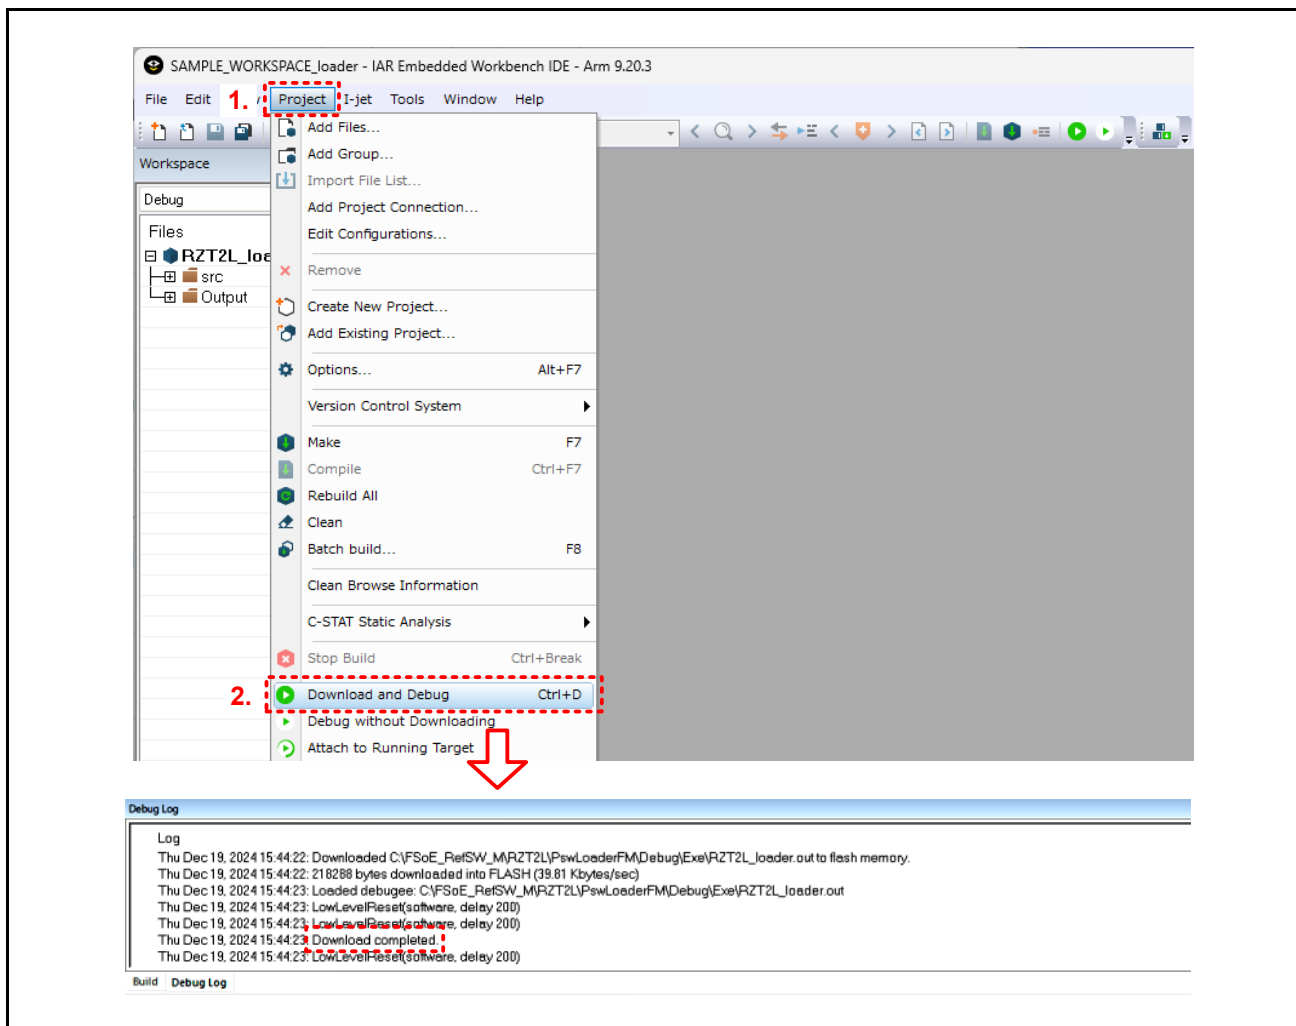 SAMPLE_WORKSPACE_loader - IAR Embedded Workbench IDE - Arm 9.20.3
File Edit 1. Project I-jet Tools Window Help
Workspace
Debug
Files
RZT2L_loa
src
Output
Add Files...
Add Group...
Import File List...
Add Project Connection...
Edit Configurations...
Remove
Create New Project...
Add Existing Project...
Options... Alt+F7
Version Control System
Make F7
Compile Ctrl+F7
Rebuild All
Clean
Batch build... F8
Clean Browse Information
C-STAT Static Analysis
Stop Build Ctrl+Break
2. Download and Debug Ctrl+D
Debug without Downloading
Attach to Running Target
Debug Log
Log
Thu Dec 19, 2024 15:44:22: Downloaded C:\FSoE_RefSW_M\RZT2L\PswLoaderFM\Debug\Exe\RZT2L_loader.out to flash memory.
Thu Dec 19, 2024 15:44:22: 218288 bytes downloaded into FLASH (39.81 Kbytes/sec)
Thu Dec 19, 2024 15:44:23: Loaded debugee: C:\FSoE_RefSW_M\RZT2L\PswLoaderFM\Debug\Exe\RZT2L_loader.out
Thu Dec 19, 2024 15:44:23: LowLevelReset(software, delay 200)
Thu Dec 19, 2024 15:44:23: LowLevelReset(software, delay 200)
Thu Dec 19, 2024 15:44:23: Download completed.
Thu Dec 19, 2024 15:44:23: LowLevelReset(software, delay 200)
Build Debug Log